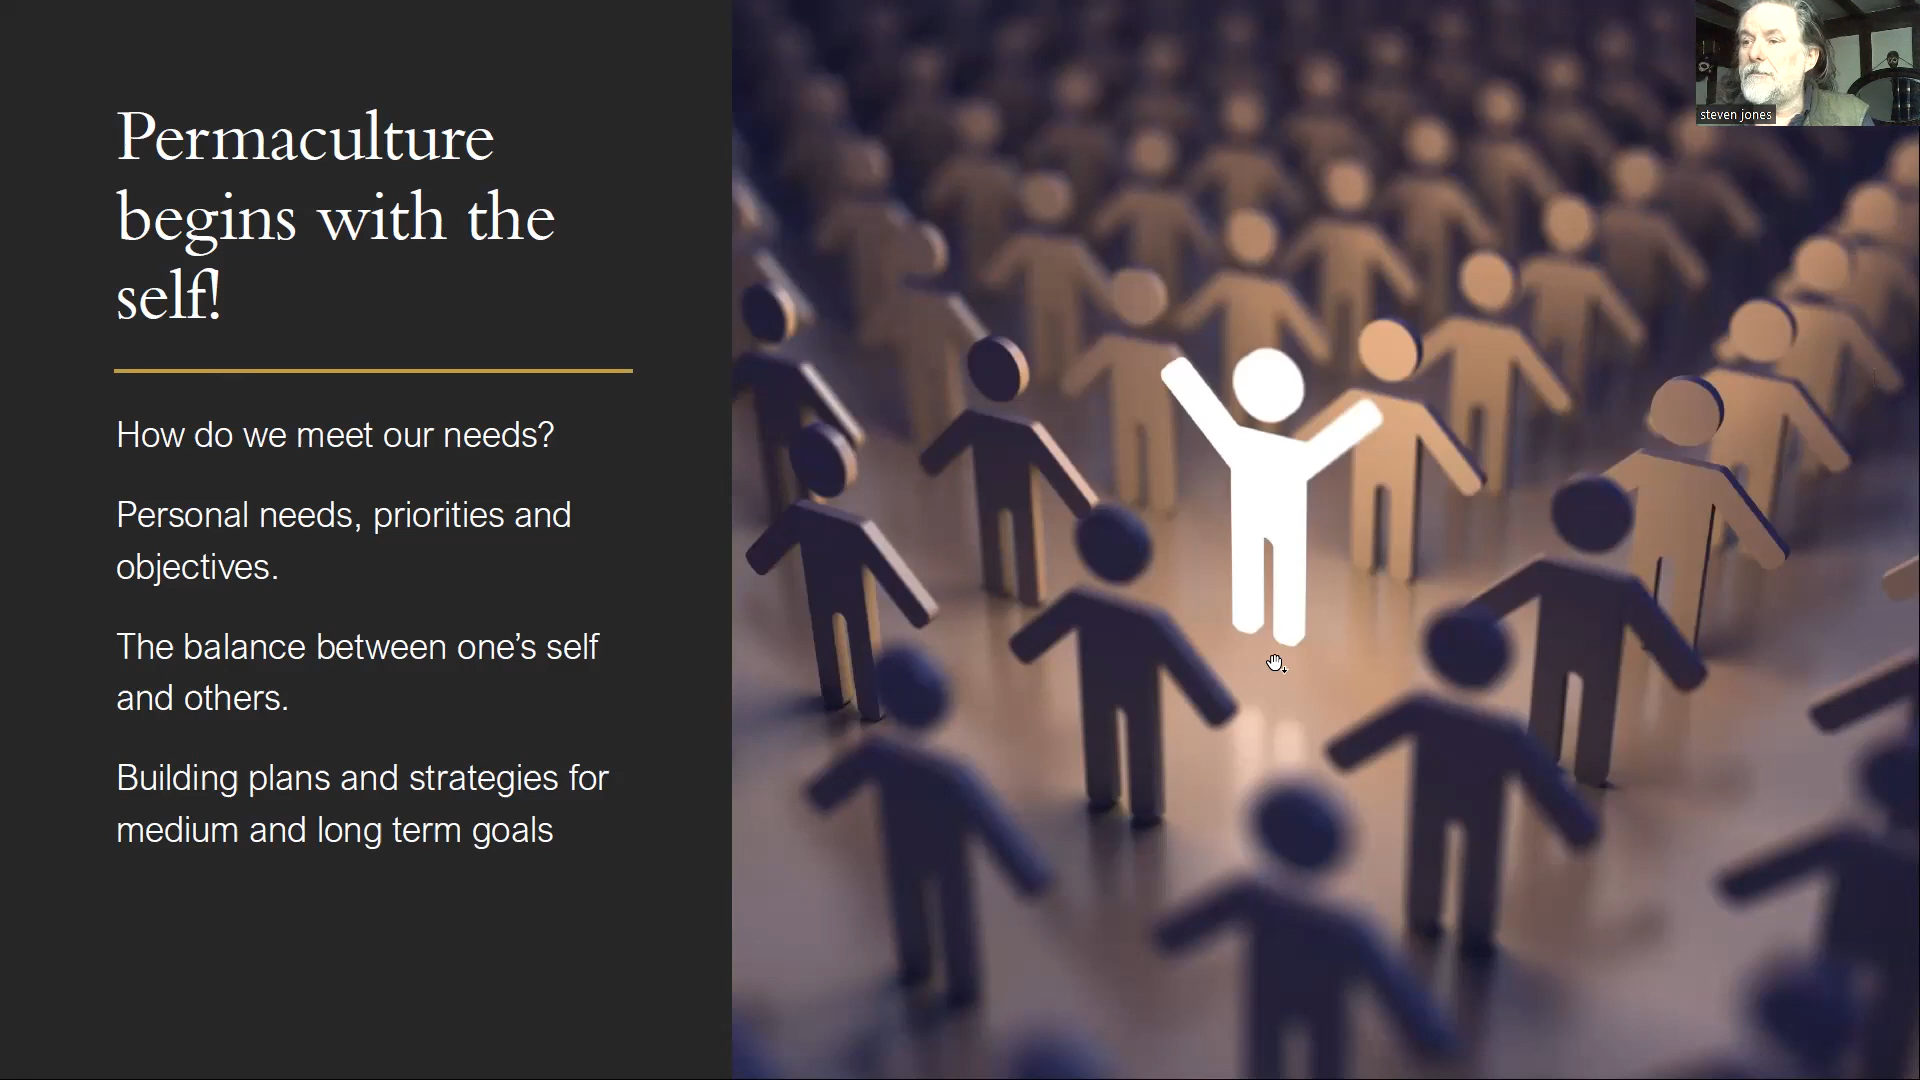 Permaculture
begins with the
self!
How do we meet our needs?
Personal needs, priorities and
objectives.
The balance between one’s self
and others.
Building plans and strategies for
medium and long term goals
steven jones